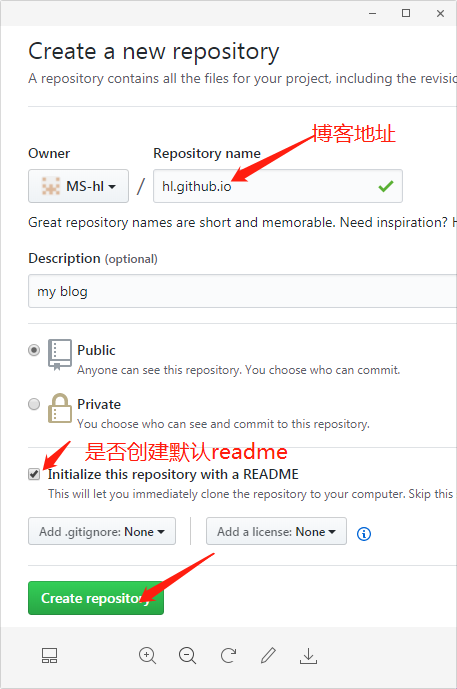 Create a new repository
A repository contains all the files for your project, including the revisio
博客地址
Owner Repository name
MS-hl / hl.github.io
Great repository names are short and memorable. Need inspiration? H
Description (optional)
my blog
Public
Anyone can see this repository. You choose who can commit.
Private
You choose who can see and commit to this repository.
是否创建默认readme
Initialize this repository with a README
This will let you immediately clone the repository to your computer. Skip this
Add .gitignore: None Add a license: None
Create repository